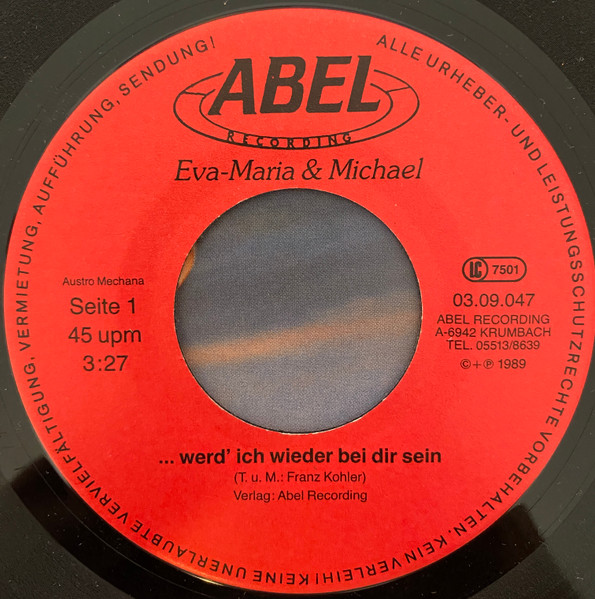 ALLE URHEBER- UND LEISTUNGSSCHUTZRECHTE VORBEHALTEN. KEIN VERLEIH! KEINE UNERLAUBTE VERVIELFÄLTIGUNG, VERMIETUNG, AUFFÜHRUNG, SENDUNG!
ABEL
RECORDING
Eva-Maria & Michael
Austro Mechana
Seite 1
45 upm
3:27
LC 7501
03.09.047
ABEL RECORDING
A-6942 KRUMBACH
TEL. 05513/8639
©+℗ 1989
... werd' ich wieder bei dir sein
(T. u. M.: Franz Kohler)
Verlag: Abel Recording